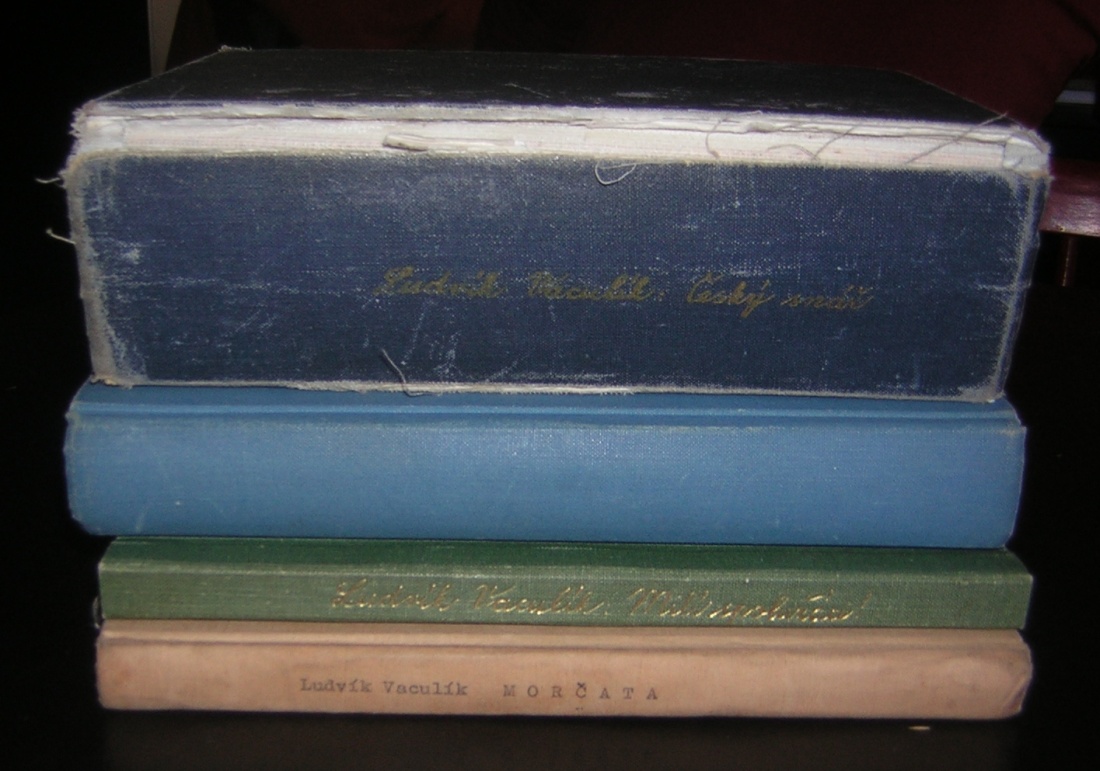 Ludvík Vaculík: Český snář
Ludvík Vaculík: Milí spolužáci!
Ludvík Vaculík MORČATA